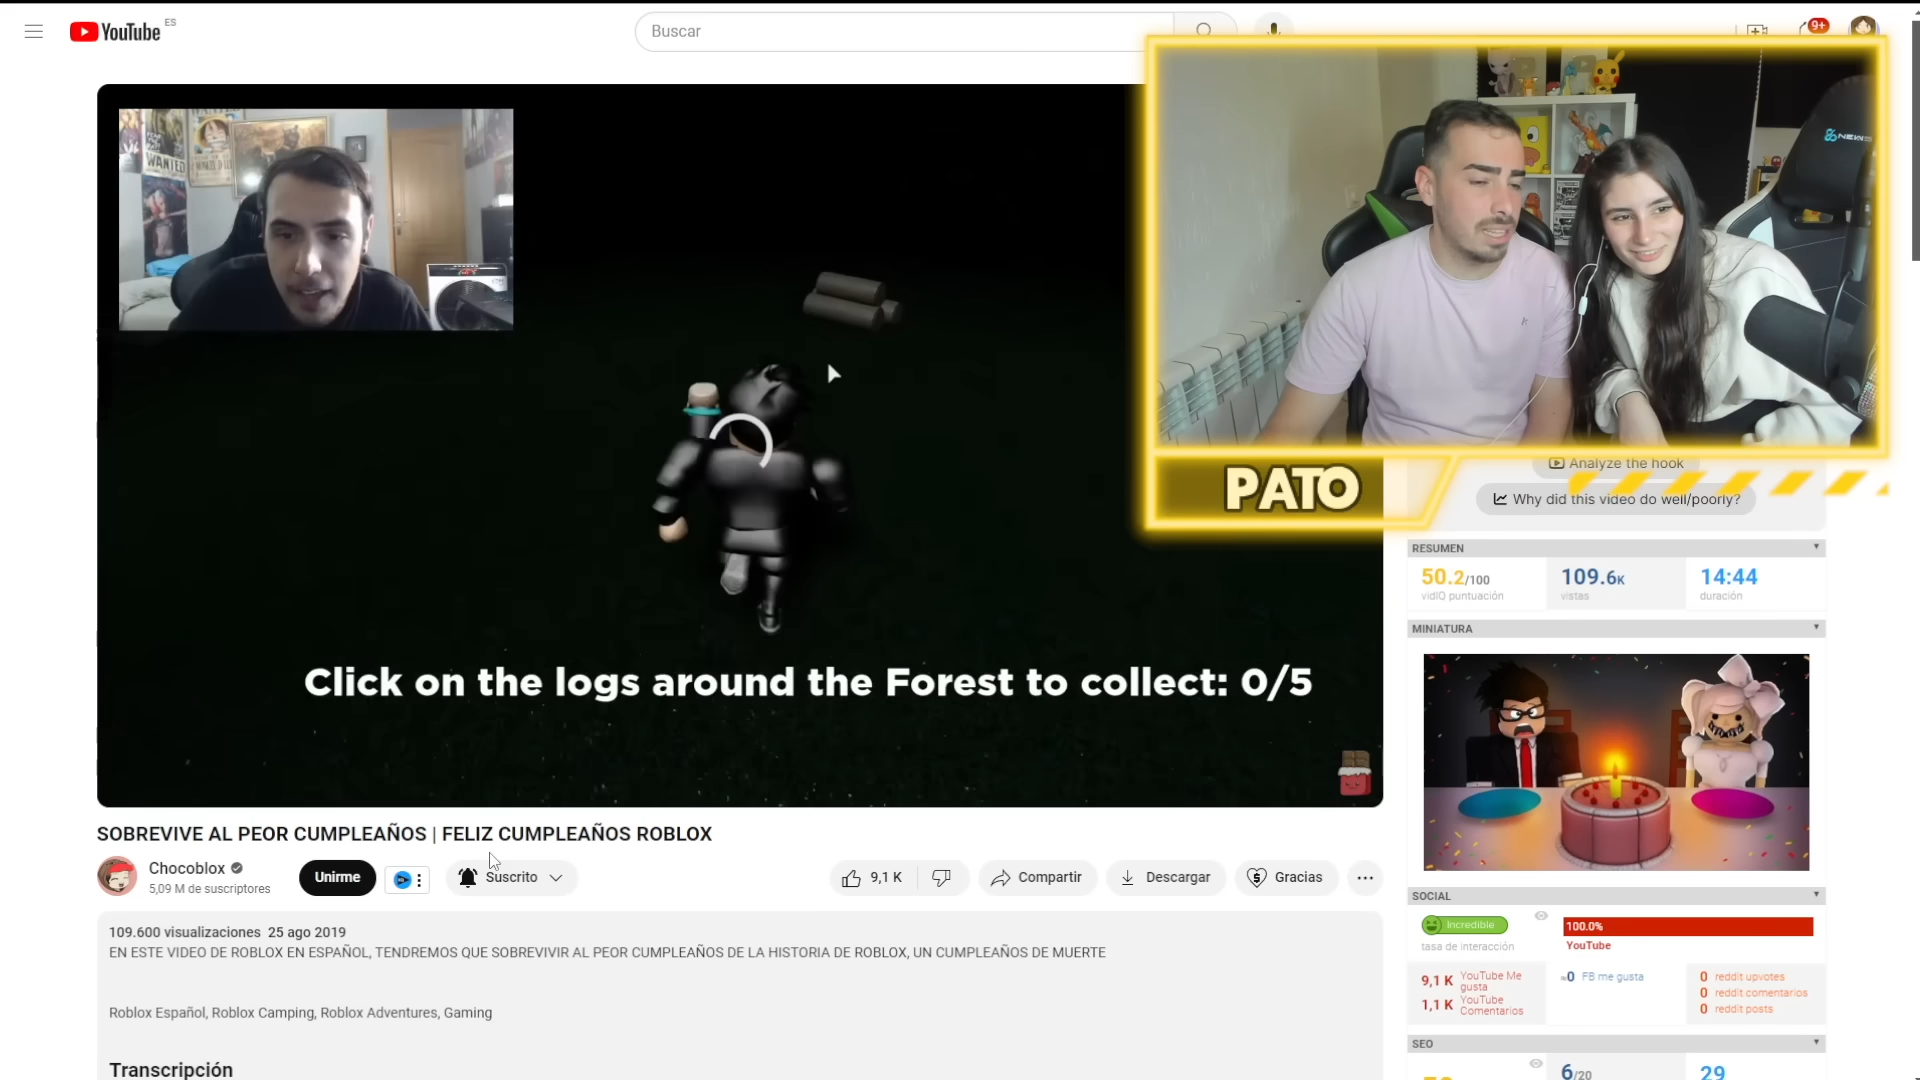 YouTube ES
Buscar
9+
WANTED
NEWS
PATO
Click on the logs around the Forest to collect: 0/5
SOBREVIVE AL PEOR CUMPLEAÑOS | FELIZ CUMPLEAÑOS ROBLOX
Chocoblox
5,09 M de suscriptores
Unirme
Suscrito
9,1 K
Compartir
Descargar
Gracias
109.600 visualizaciones 25 ago 2019
EN ESTE VIDEO DE ROBLOX EN ESPAÑOL, TENDREMOS QUE SOBREVIVIR AL PEOR CUMPLEAÑOS DE LA HISTORIA DE ROBLOX, UN CUMPLEAÑOS DE MUERTE
Roblox Español, Roblox Camping, Roblox Adventures, Gaming
Transcripción
Analyze the hook
Why did this video do well/poorly?
RESUMEN
50.2/100
vidIQ puntuación
109.6K
vistas
14:44
duración
MINIATURA
SOCIAL
Incredible
tasa de interacción
100.0%
YouTube
9,1 K YouTube Me gusta
1,1 K YouTube Comentarios
0 FB me gusta
0 reddit upvotes
0 reddit comentarios
0 reddit posts
SEO
6/20
29